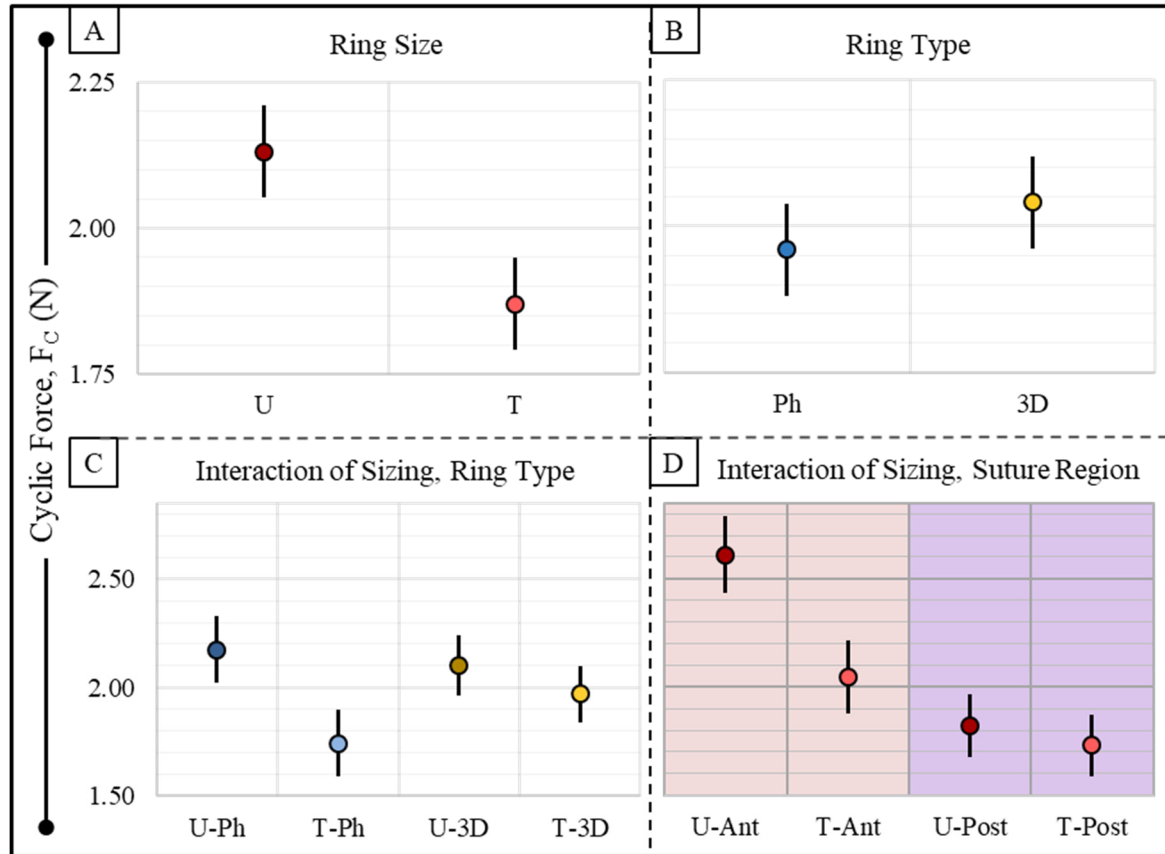 A
Ring Size
B
Ring Type
Cyclic Force, F_C (N)
2.25
2.00
1.75
U
T
Ph
3D
C
Interaction of Sizing, Ring Type
D
Interaction of Sizing, Suture Region
2.50
2.00
1.50
U-Ph
T-Ph
U-3D
T-3D
U-Ant
T-Ant
U-Post
T-Post